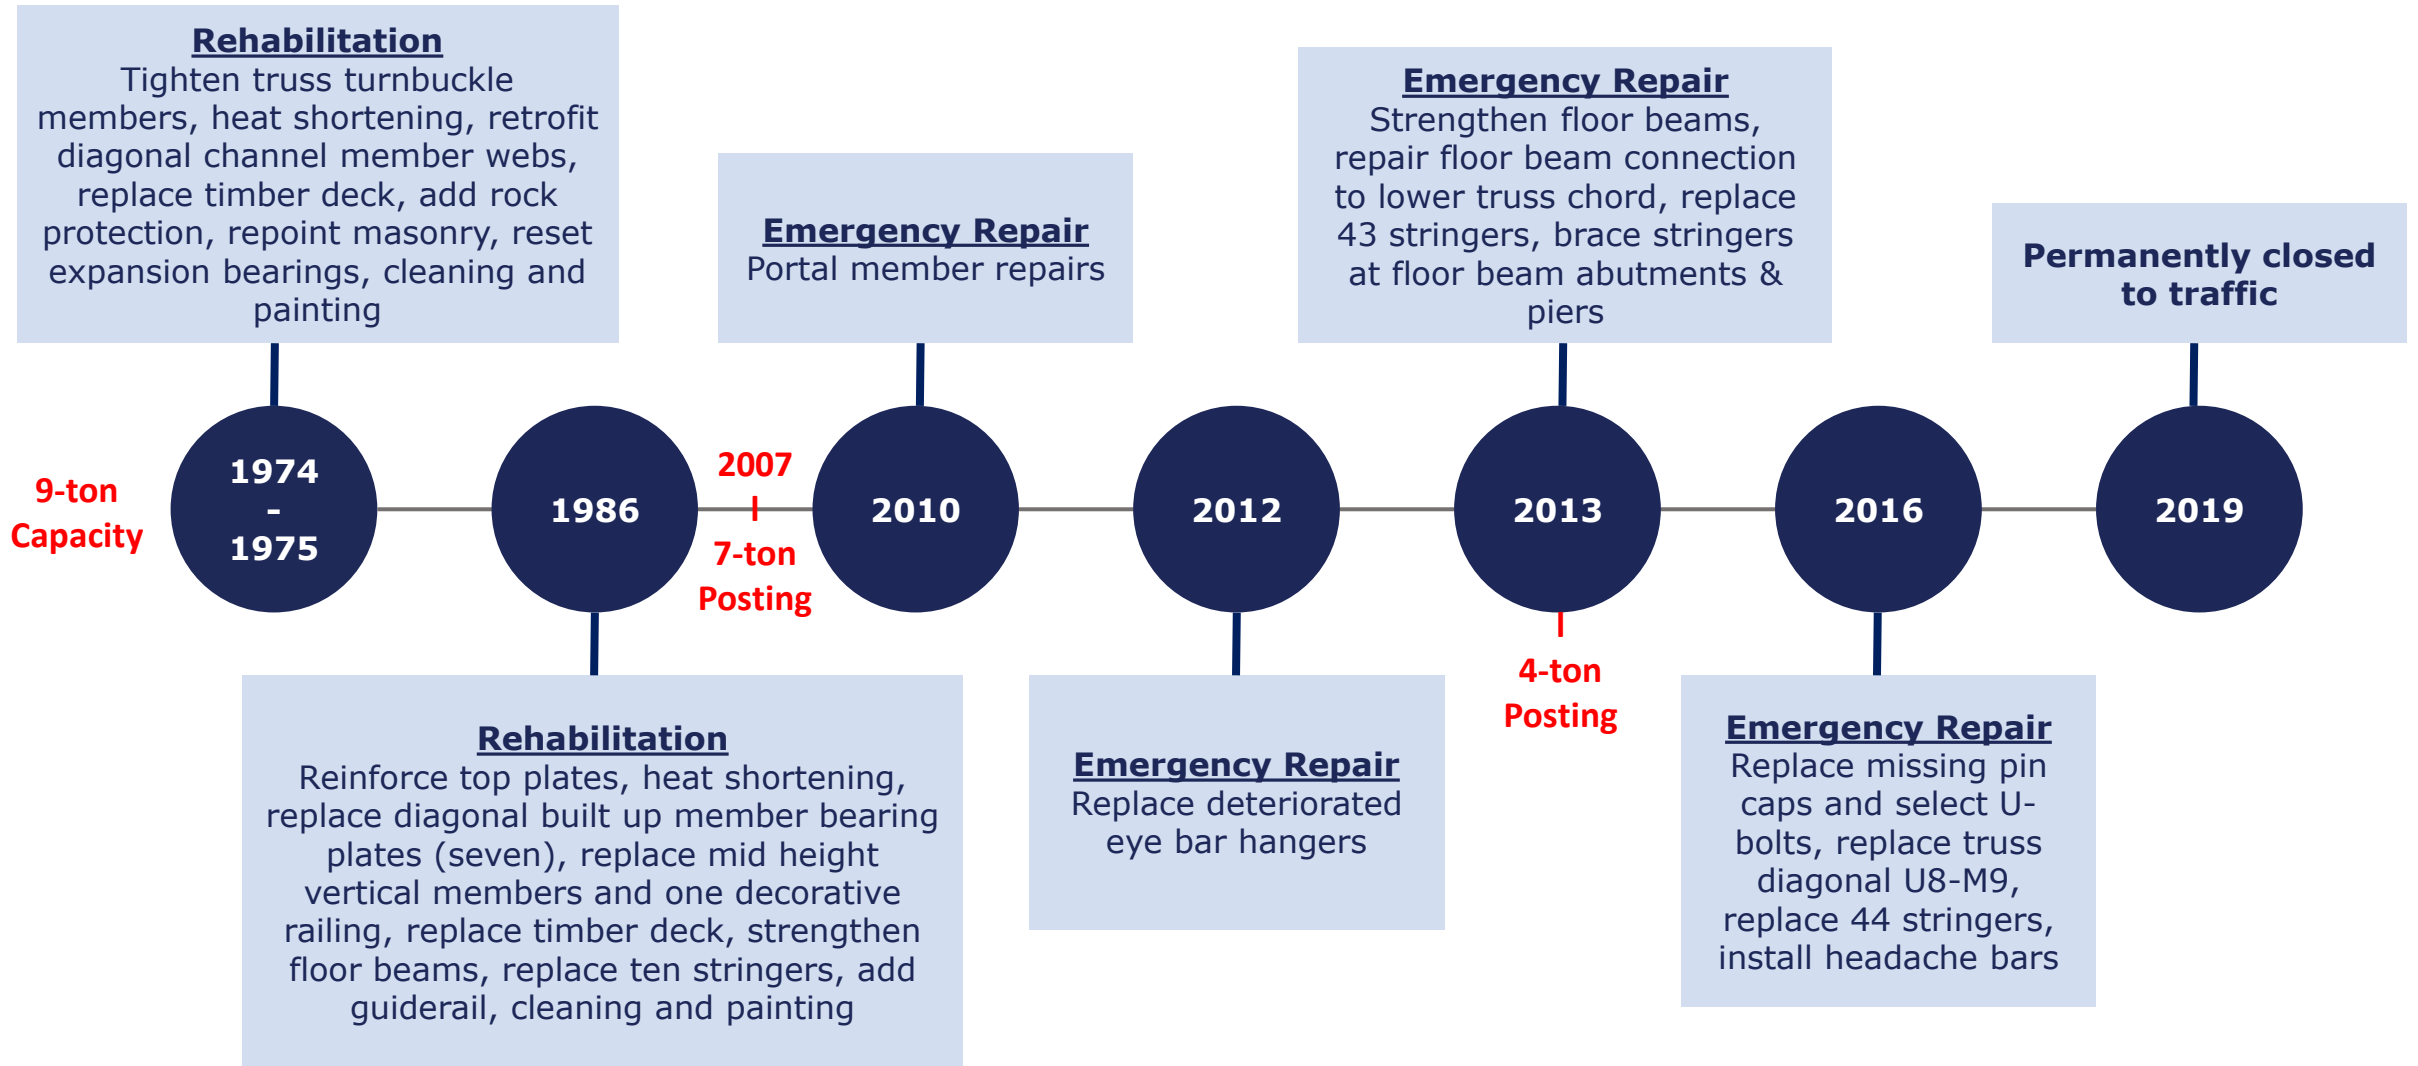 Rehabilitation
Tighten truss turnbuckle
members, heat shortening, retrofit
diagonal channel member webs,
replace timber deck, add rock
protection, repoint masonry, reset
expansion bearings, cleaning and
painting
Emergency Repair
Portal member repairs
Emergency Repair
Strengthen floor beams,
repair floor beam connection
to lower truss chord, replace
43 stringers, brace stringers
at floor beam abutments &
piers
Permanently closed
to traffic
9-ton
Capacity
1974
-
1975
1986
2007
7-ton
Posting
2010
2012
2013
4-ton
Posting
2016
2019
Rehabilitation
Reinforce top plates, heat shortening,
replace diagonal built up member bearing
plates (seven), replace mid height
vertical members and one decorative
railing, replace timber deck, strengthen
floor beams, replace ten stringers, add
guiderail, cleaning and painting
Emergency Repair
Replace deteriorated
eye bar hangers
Emergency Repair
Replace missing pin
caps and select U-
bolts, replace truss
diagonal U8-M9,
replace 44 stringers,
install headache bars